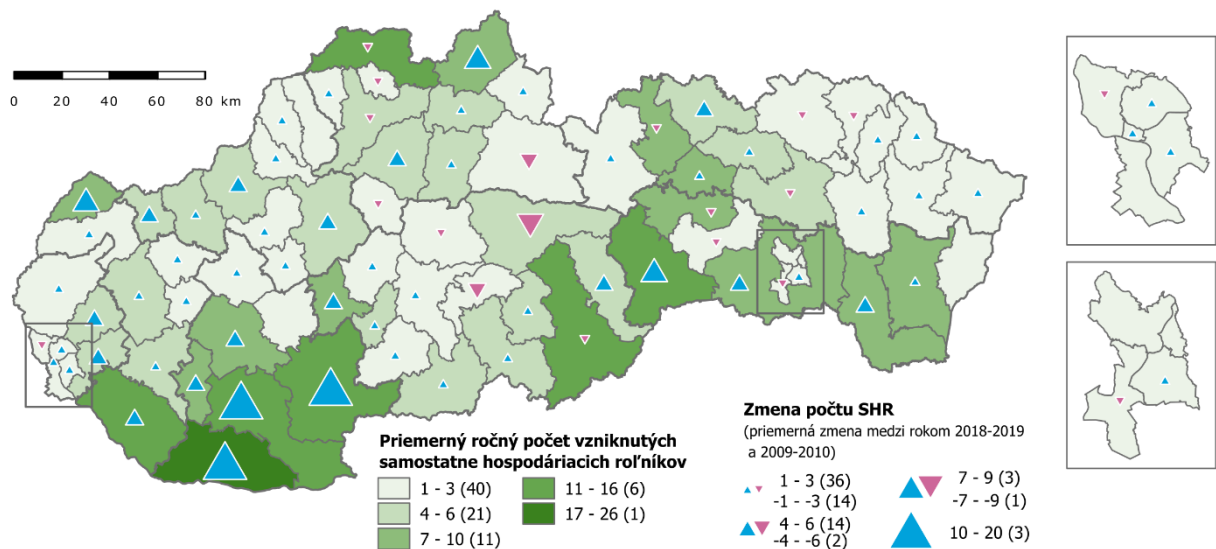 0 20 40 60 80 km
Priemerný ročný počet vzniknutých
samostatne hospodáriacich roľníkov
1 - 3 (40)
4 - 6 (21)
7 - 10 (11)
11 - 16 (6)
17 - 26 (1)
Zmena počtu SHR
(priemerná zmena medzi rokom 2018-2019
a 2009-2010)
1 - 3 (36)
-1 - -3 (14)
4 - 6 (14)
-4 - -6 (2)
7 - 9 (3)
-7 - -9 (1)
10 - 20 (3)